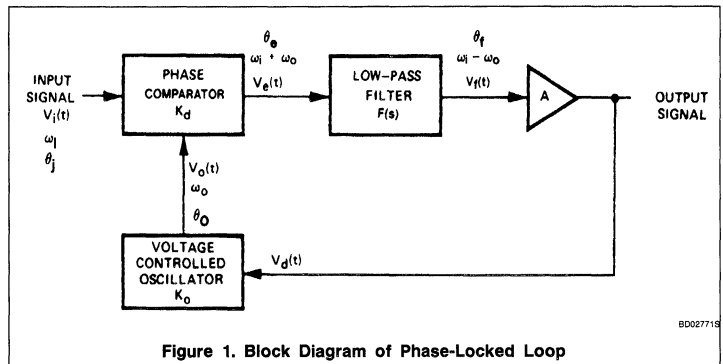 INPUT
SIGNAL
Vi(t)
ωI
θj
PHASE
COMPARATOR
Kd
θe
ωi + ωo
Ve(t)
LOW-PASS
FILTER
F(s)
θf
ωi – ωo
Vf(t)
A
OUTPUT
SIGNAL
Vo(t)
ωo
θO
VOLTAGE
CONTROLLED
OSCILLATOR
Ko
Vd(t)
BD02771S
Figure 1. Block Diagram of Phase-Locked Loop